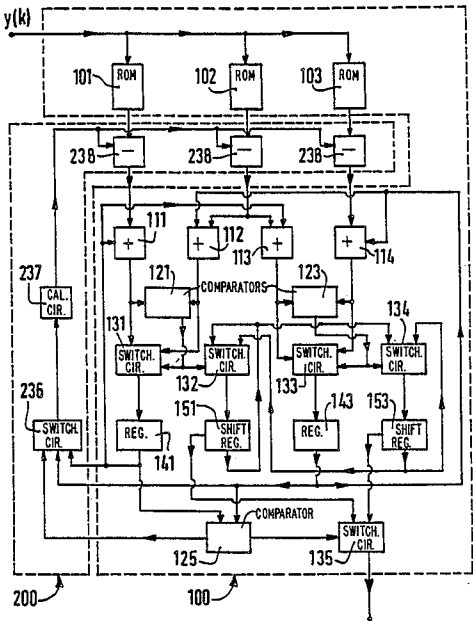 y(k)
ROM ROM ROM
101 102 103
− − −
238 238 238
+ + + +
111 112 113 114
121 COMPARATORS 123
237 CAL. CIR.
131 134
SWITCH. CIR. SWITCH. CIR. SWITCH. CIR. SWITCH. CIR.
132 133
236 SWITCH. CIR.
151 143 153
REG. SHIFT REG. REG. SHIFT REG.
141
COMPARATOR
125 SWITCH. CIR. 135
200 100